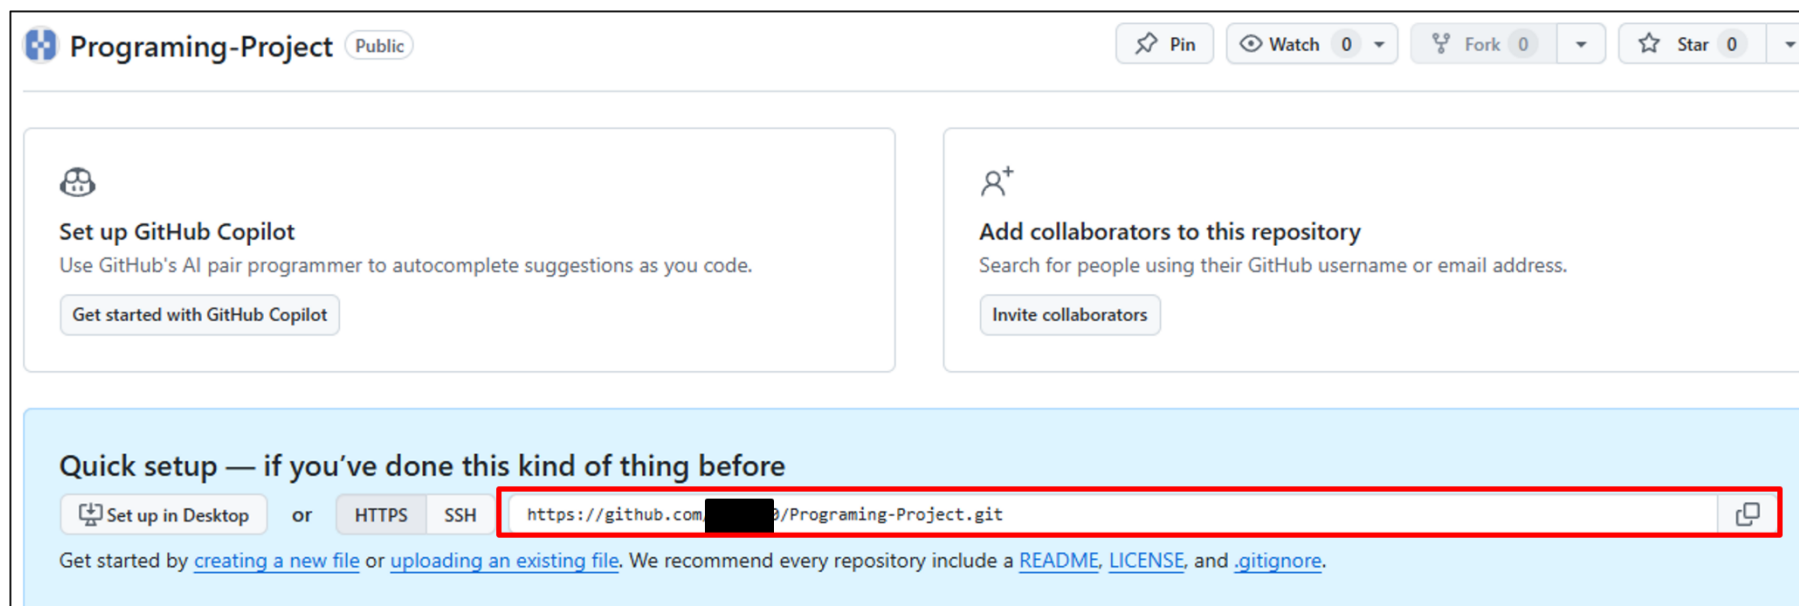 Programing-Project Public Pin Watch 0 Fork 0 Star 0
Set up GitHub Copilot
Use GitHub's AI pair programmer to autocomplete suggestions as you code.
Get started with GitHub Copilot
Add collaborators to this repository
Search for people using their GitHub username or email address.
Invite collaborators
Quick setup — if you've done this kind of thing before
Set up in Desktop or HTTPS SSH https://github.com/ 0/Programing-Project.git
Get started by creating a new file or uploading an existing file. We recommend every repository include a README, LICENSE, and .gitignore.